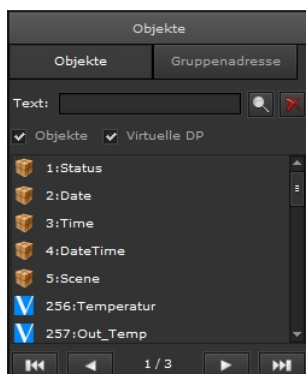 Objekte
Objekte Gruppenadresse
Text:
Objekte Virtuelle DP
1:Status
2:Date
3:Time
4:DateTime
5:Scene
V 256:Temperatur
V 257:Out_Temp
1 / 3